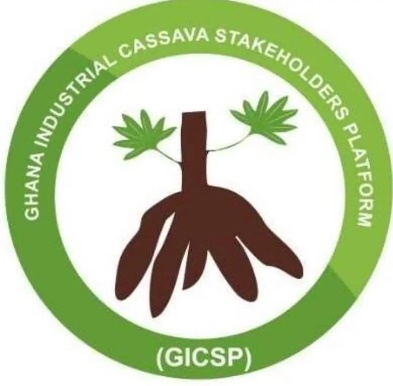 GHANA INDUSTRIAL CASSAVA STAKEHOLDERS PLATFORM
(GICSP)